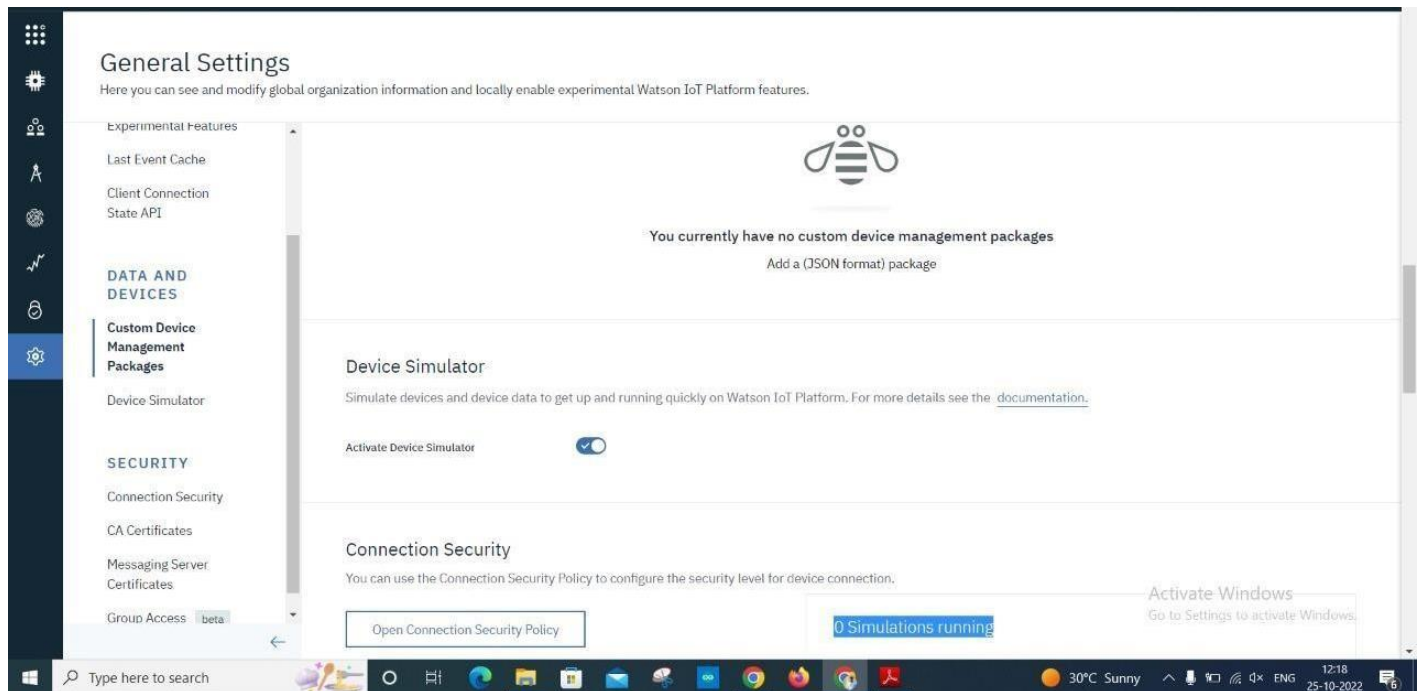 General Settings
Here you can see and modify global organization information and locally enable experimental Watson IoT Platform features.
Experimental Features
Last Event Cache
Client Connection
State API
DATA AND
DEVICES
Custom Device
Management
Packages
Device Simulator
SECURITY
Connection Security
CA Certificates
Messaging Server
Certificates
Group Access beta
You currently have no custom device management packages
Add a (JSON format) package
Device Simulator
Simulate devices and device data to get up and running quickly on Watson IoT Platform. For more details see the documentation.
Activate Device Simulator
Connection Security
You can use the Connection Security Policy to configure the security level for device connection.
Open Connection Security Policy
0 Simulations running
Activate Windows
Go to Settings to activate Windows.
Type here to search
30°C Sunny
ENG
12:18
25-10-2022
6